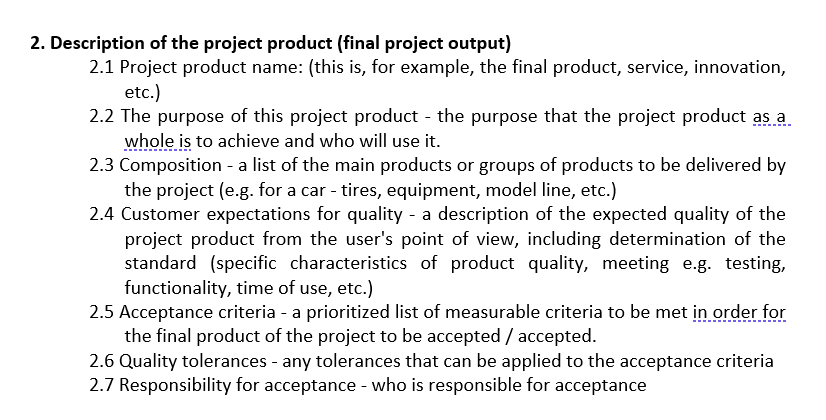 2. Description of the project product (final project output)
2.1 Project product name: (this is, for example, the final product, service, innovation,
etc.)
2.2 The purpose of this project product - the purpose that the project product as a
whole is to achieve and who will use it.
2.3 Composition - a list of the main products or groups of products to be delivered by
the project (e.g. for a car - tires, equipment, model line, etc.)
2.4 Customer expectations for quality - a description of the expected quality of the
project product from the user's point of view, including determination of the
standard (specific characteristics of product quality, meeting e.g. testing,
functionality, time of use, etc.)
2.5 Acceptance criteria - a prioritized list of measurable criteria to be met in order for
the final product of the project to be accepted / accepted.
2.6 Quality tolerances - any tolerances that can be applied to the acceptance criteria
2.7 Responsibility for acceptance - who is responsible for acceptance